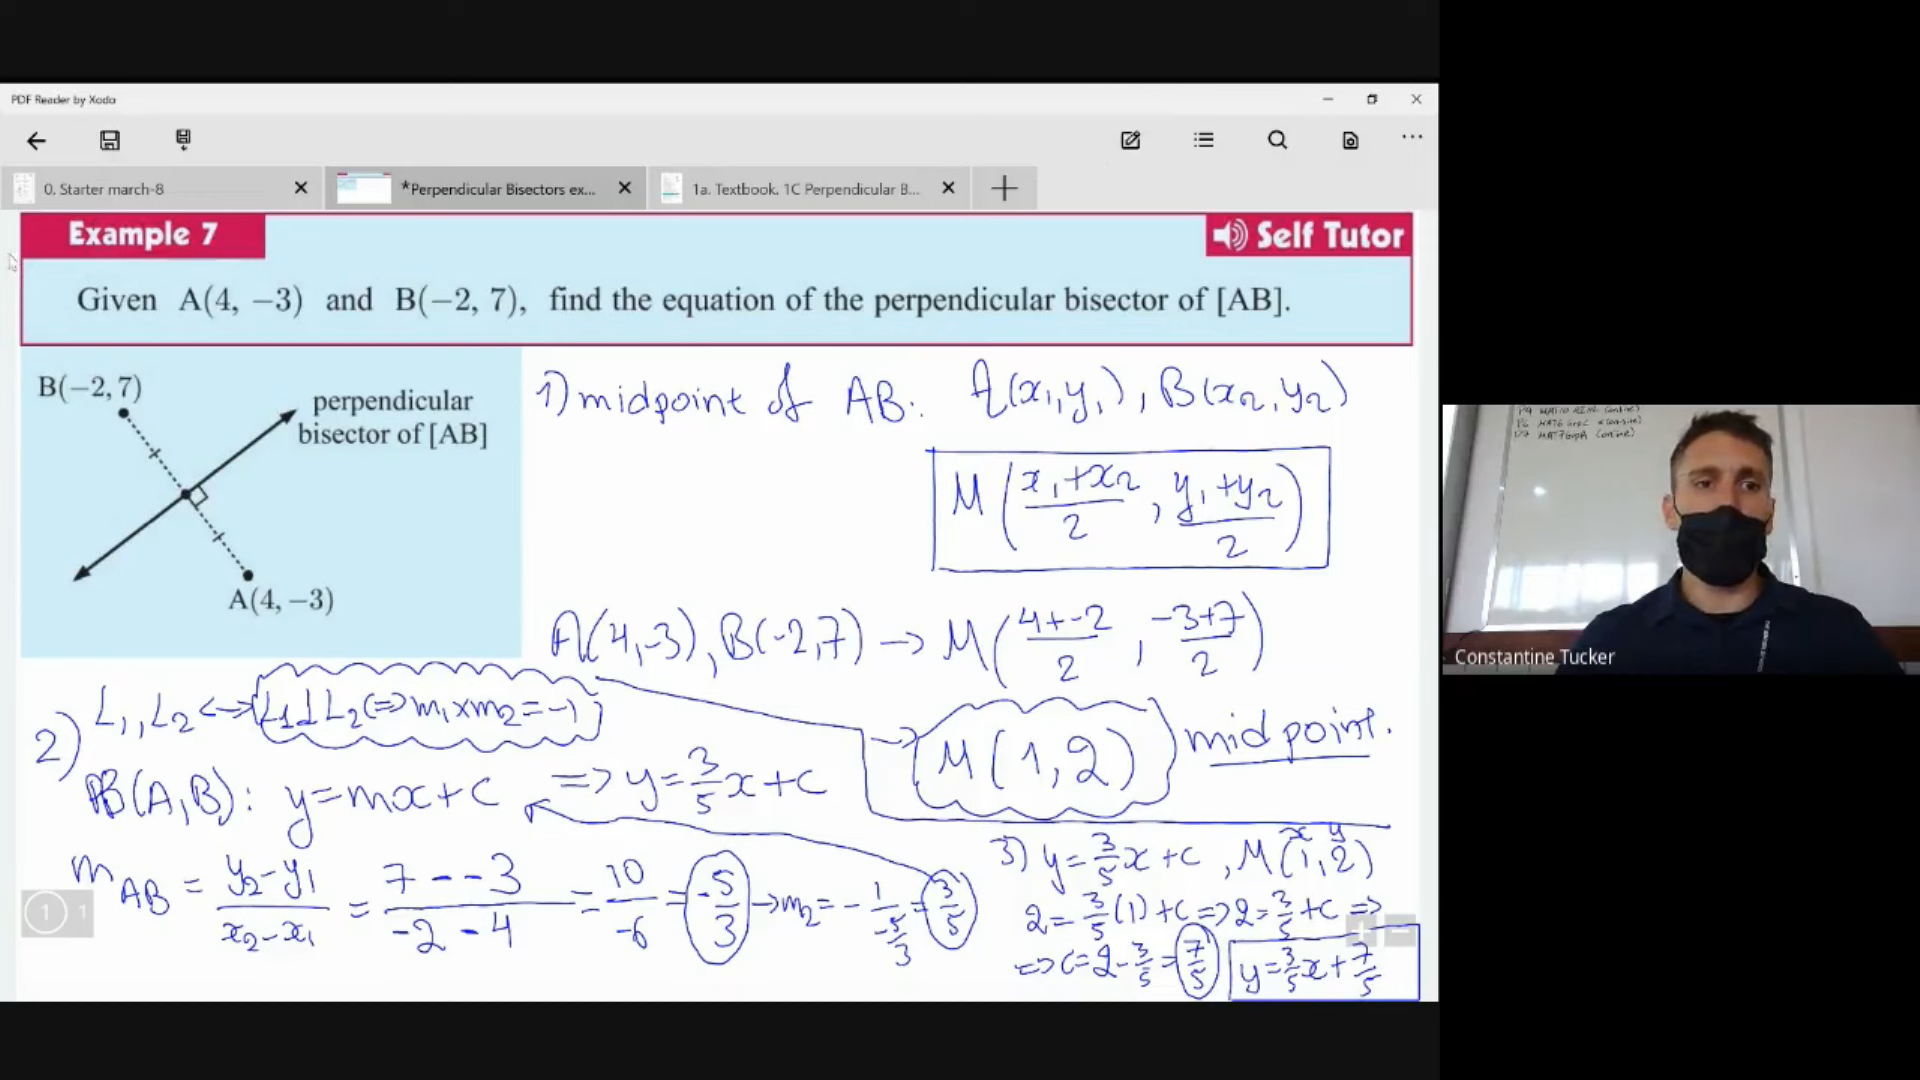 PDF Reader by Xodo
0. Starter march-8
*Perpendicular Bisectors ex...
1a. Textbook. 1C Perpendicular B...
Example 7
Self Tutor
Given A(4, −3) and B(−2, 7), find the equation of the perpendicular bisector of [AB].
B(−2, 7)
perpendicular
bisector of [AB]
A(4, −3)
1) midpoint of AB: A(x₁,y₁), B(x₂,y₂)
M((x₁+x₂)/2, (y₁+y₂)/2)
A(4,-3), B(-2,7) → M((4+-2)/2, (-3+7)/2)
→ M(1,2) midpoint.
2) L₁, L₂ ↔ L₁⊥L₂ ⇔ m₁×m₂=-1
PB(A,B): y=mx+c ⇒ y=3/5x+c
m AB = (y₂-y₁)/(x₂-x₁) = (7--3)/(-2-4) = 10/-6 = -5/3 → m₂ = -1/(-5/3) = 3/5
3) y=3/5x+c, M(1,2)
x y
2=3/5(1)+c ⇒ 2=3/5+c ⇒
⇒ c=2-3/5=7/5
y=3/5x+7/5
1 1
Constantine Tucker